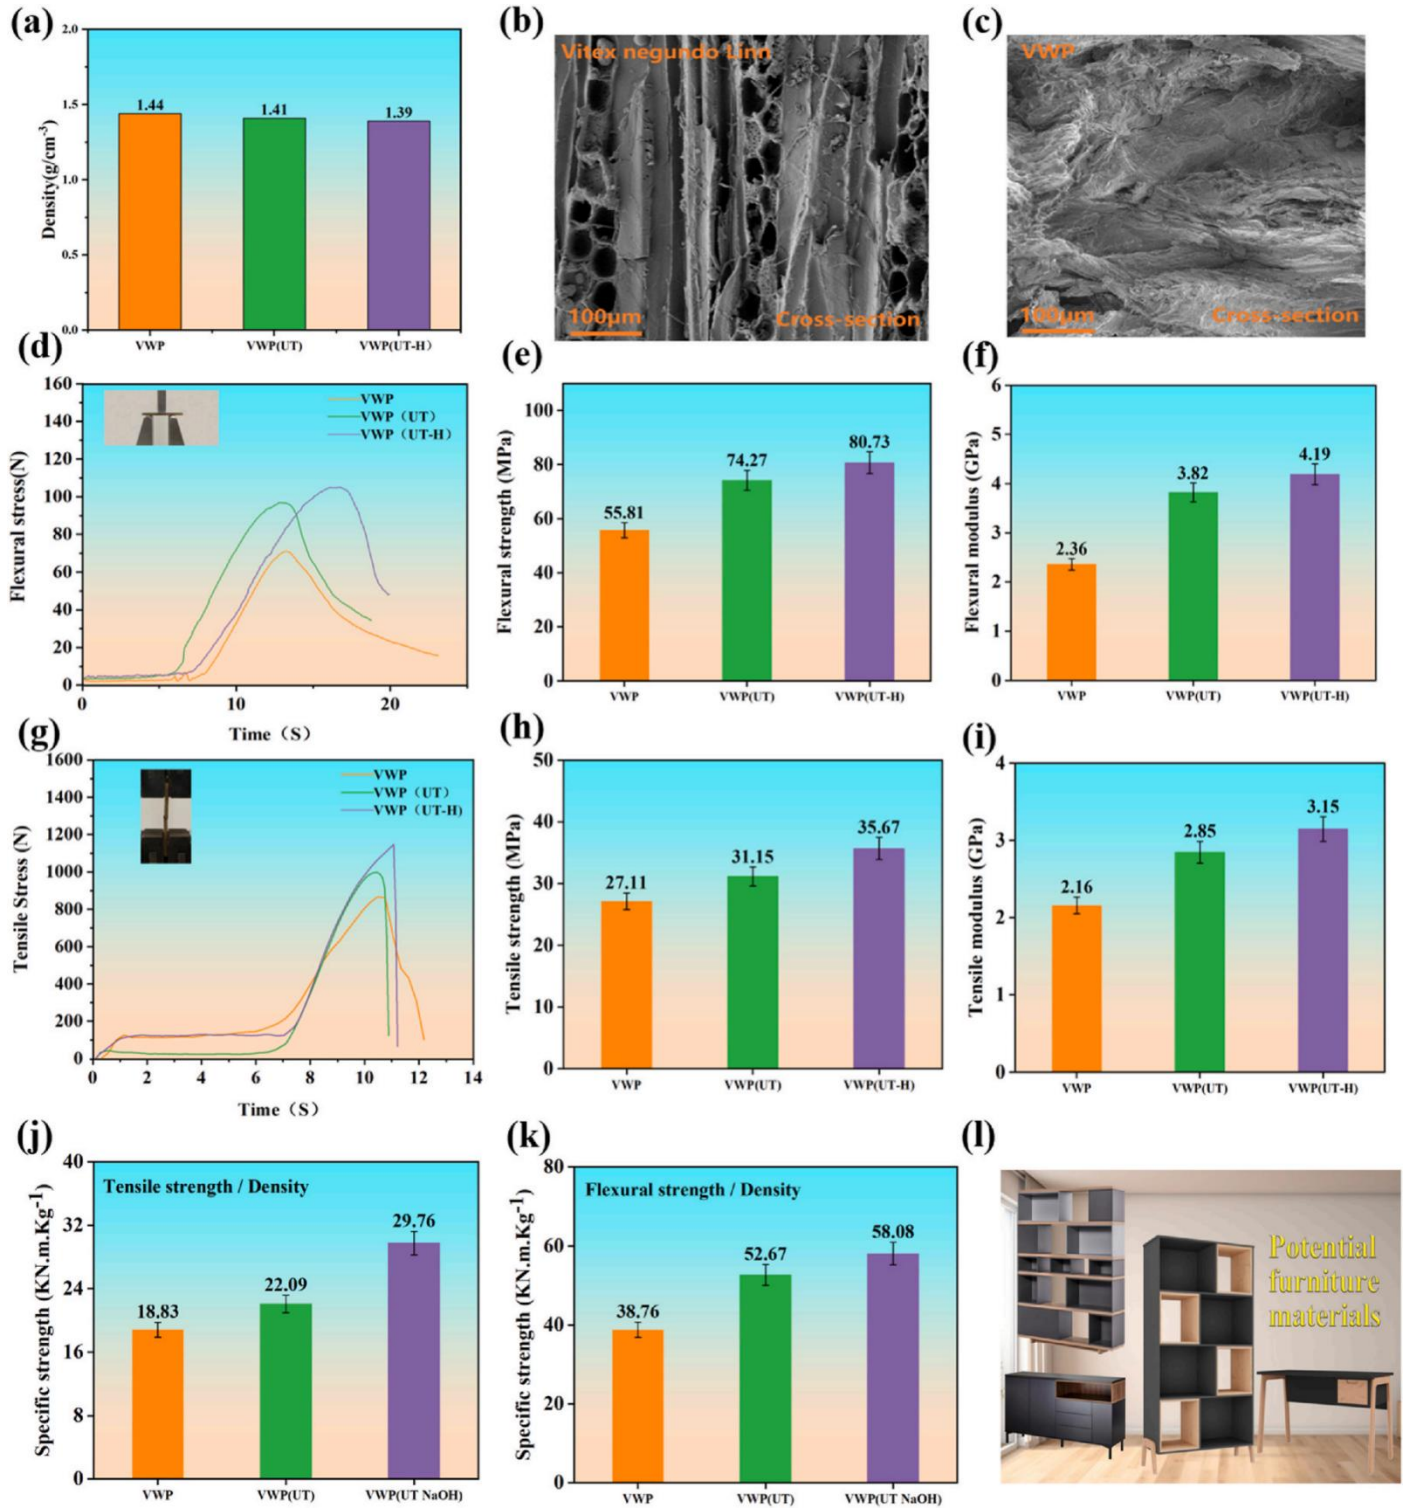 (a)
2.0
1.5
1.0
0.5
0.0
Density(g/cm⁻³)
1.44
1.41
1.39
VWP
VWP(UT)
VWP(UT-H）
(b)
Vitex negundo Linn
100μm
Cross-section
(c)
VWP
100μm
Cross-section
(d)
160
140
120
100
80
60
40
20
0
Flexural stress(N)
VWP
VWP（UT）
VWP（UT-H）
0
10
20
Time（S）
(e)
100
80
60
40
20
0
Flexural strength (MPa)
55.81
74.27
80.73
VWP
VWP(UT)
VWP(UT-H)
(f)
6
5
4
3
2
1
0
Flexural modulus (GPa)
2.36
3.82
4.19
VWP
VWP(UT)
VWP(UT-H)
(g)
1600
1400
1200
1000
800
600
400
200
0
Tensile Stress (N)
VWP
VWP（UT）
VWP（UT-H）
0 2 4 6 8 10 12 14
Time（S）
(h)
50
40
30
20
10
0
Tensile strength (MPa)
27.11
31.15
35.67
VWP
VWP(UT)
VWP(UT-H)
(i)
4
3
2
1
0
Tensile modulus (GPa)
2.16
2.85
3.15
VWP
VWP(UT)
VWP(UT-H)
(j)
40
32
24
16
8
0
Specific strength (KN.m.Kg⁻¹)
Tensile strength / Density
18.83
22.09
29.76
VWP
VWP(UT)
VWP(UT NaOH)
(k)
80
60
40
20
0
Specific strength (KN.m.Kg⁻¹)
Flexural strength / Density
38.76
52.67
58.08
VWP
VWP(UT)
VWP(UT NaOH)
(l)
Potential
furniture
materials